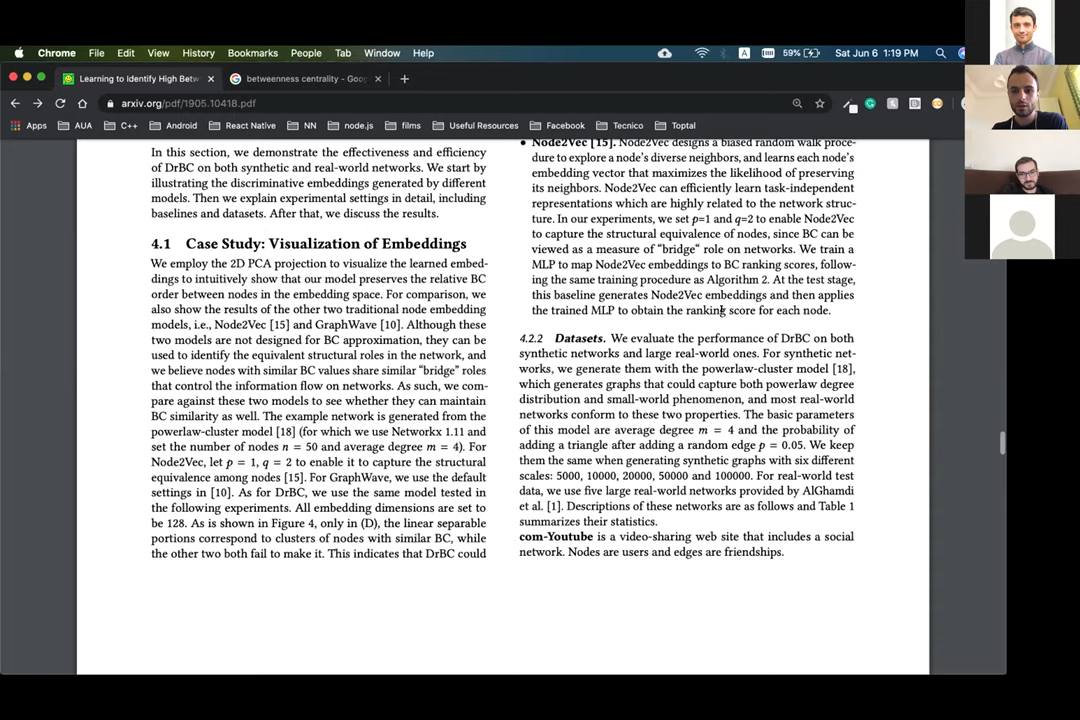 Chrome File Edit View History Bookmarks People Tab Window Help
A 59% Sat Jun 6 1:19 PM
Learning to Identify High Betw
betweenness centrality - Goo
arxiv.org/pdf/1905.10418.pdf
Apps AUA C++ Android React Native NN node.js films Useful Resources Facebook Tecnico Toptal
In this section, we demonstrate the effectiveness and efficiency
of DrBC on both synthetic and real-world networks. We start by
illustrating the discriminative embeddings generated by different
models. Then we explain experimental settings in detail, including
baselines and datasets. After that, we discuss the results.
4.1 Case Study: Visualization of Embeddings
We employ the 2D PCA projection to visualize the learned embed-
dings to intuitively show that our model preserves the relative BC
order between nodes in the embedding space. For comparison, we
also show the results of the other two traditional node embedding
models, i.e., Node2Vec [15] and GraphWave [10]. Although these
two models are not designed for BC approximation, they can be
used to identify the equivalent structural roles in the network, and
we believe nodes with similar BC values share similar “bridge” roles
that control the information flow on networks. As such, we com-
pare against these two models to see whether they can maintain
BC similarity as well. The example network is generated from the
powerlaw-cluster model [18] (for which we use Networkx 1.11 and
set the number of nodes n = 50 and average degree m = 4). For
Node2Vec, let p = 1, q = 2 to enable it to capture the structural
equivalence among nodes [15]. For GraphWave, we use the default
settings in [10]. As for DrBC, we use the same model tested in
the following experiments. All embedding dimensions are set to
be 128. As is shown in Figure 4, only in (D), the linear separable
portions correspond to clusters of nodes with similar BC, while
the other two both fail to make it. This indicates that DrBC could
• Node2Vec [15]. Node2Vec designs a biased random walk proce-
dure to explore a node’s diverse neighbors, and learns each node’s
embedding vector that maximizes the likelihood of preserving
its neighbors. Node2Vec can efficiently learn task-independent
representations which are highly related to the network struc-
ture. In our experiments, we set p=1 and q=2 to enable Node2Vec
to capture the structural equivalence of nodes, since BC can be
viewed as a measure of “bridge“ role on networks. We train a
MLP to map Node2Vec embeddings to BC ranking scores, follow-
ing the same training procedure as Algorithm 2. At the test stage,
this baseline generates Node2Vec embeddings and then applies
the trained MLP to obtain the ranking score for each node.
4.2.2 Datasets. We evaluate the performance of DrBC on both
synthetic networks and large real-world ones. For synthetic net-
works, we generate them with the powerlaw-cluster model [18],
which generates graphs that could capture both powerlaw degree
distribution and small-world phenomenon, and most real-world
networks conform to these two properties. The basic parameters
of this model are average degree m = 4 and the probability of
adding a triangle after adding a random edge p = 0.05. We keep
them the same when generating synthetic graphs with six different
scales: 5000, 10000, 20000, 50000 and 100000. For real-world test
data, we use five large real-world networks provided by AlGhamdi
et al. [1]. Descriptions of these networks are as follows and Table 1
summarizes their statistics.
com-Youtube is a video-sharing web site that includes a social
network. Nodes are users and edges are friendships.